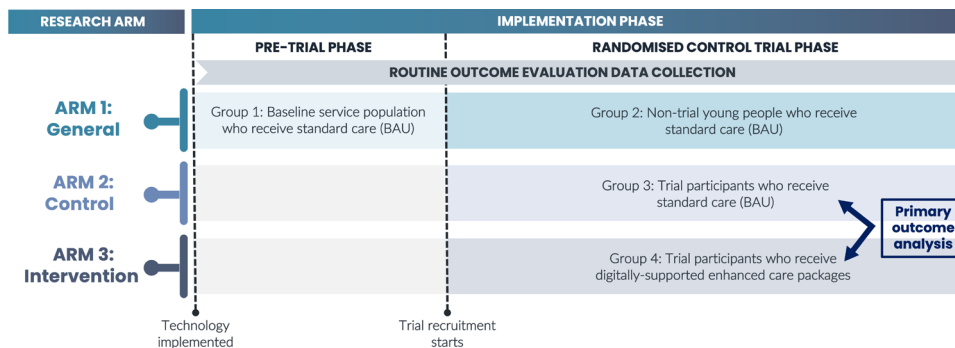 RESEARCH ARM
IMPLEMENTATION PHASE
PRE-TRIAL PHASE
RANDOMISED CONTROL TRIAL PHASE
ROUTINE OUTCOME EVALUATION DATA COLLECTION
ARM 1:
General
Group 1: Baseline service population
who receive standard care (BAU)
Group 2: Non-trial young people who receive
standard care (BAU)
ARM 2:
Control
Group 3: Trial participants who receive
standard care (BAU)
Primary
outcome
analysis
ARM 3:
Intervention
Group 4: Trial participants who receive
digitally-supported enhanced care packages
Technology
implemented
Trial recruitment
starts